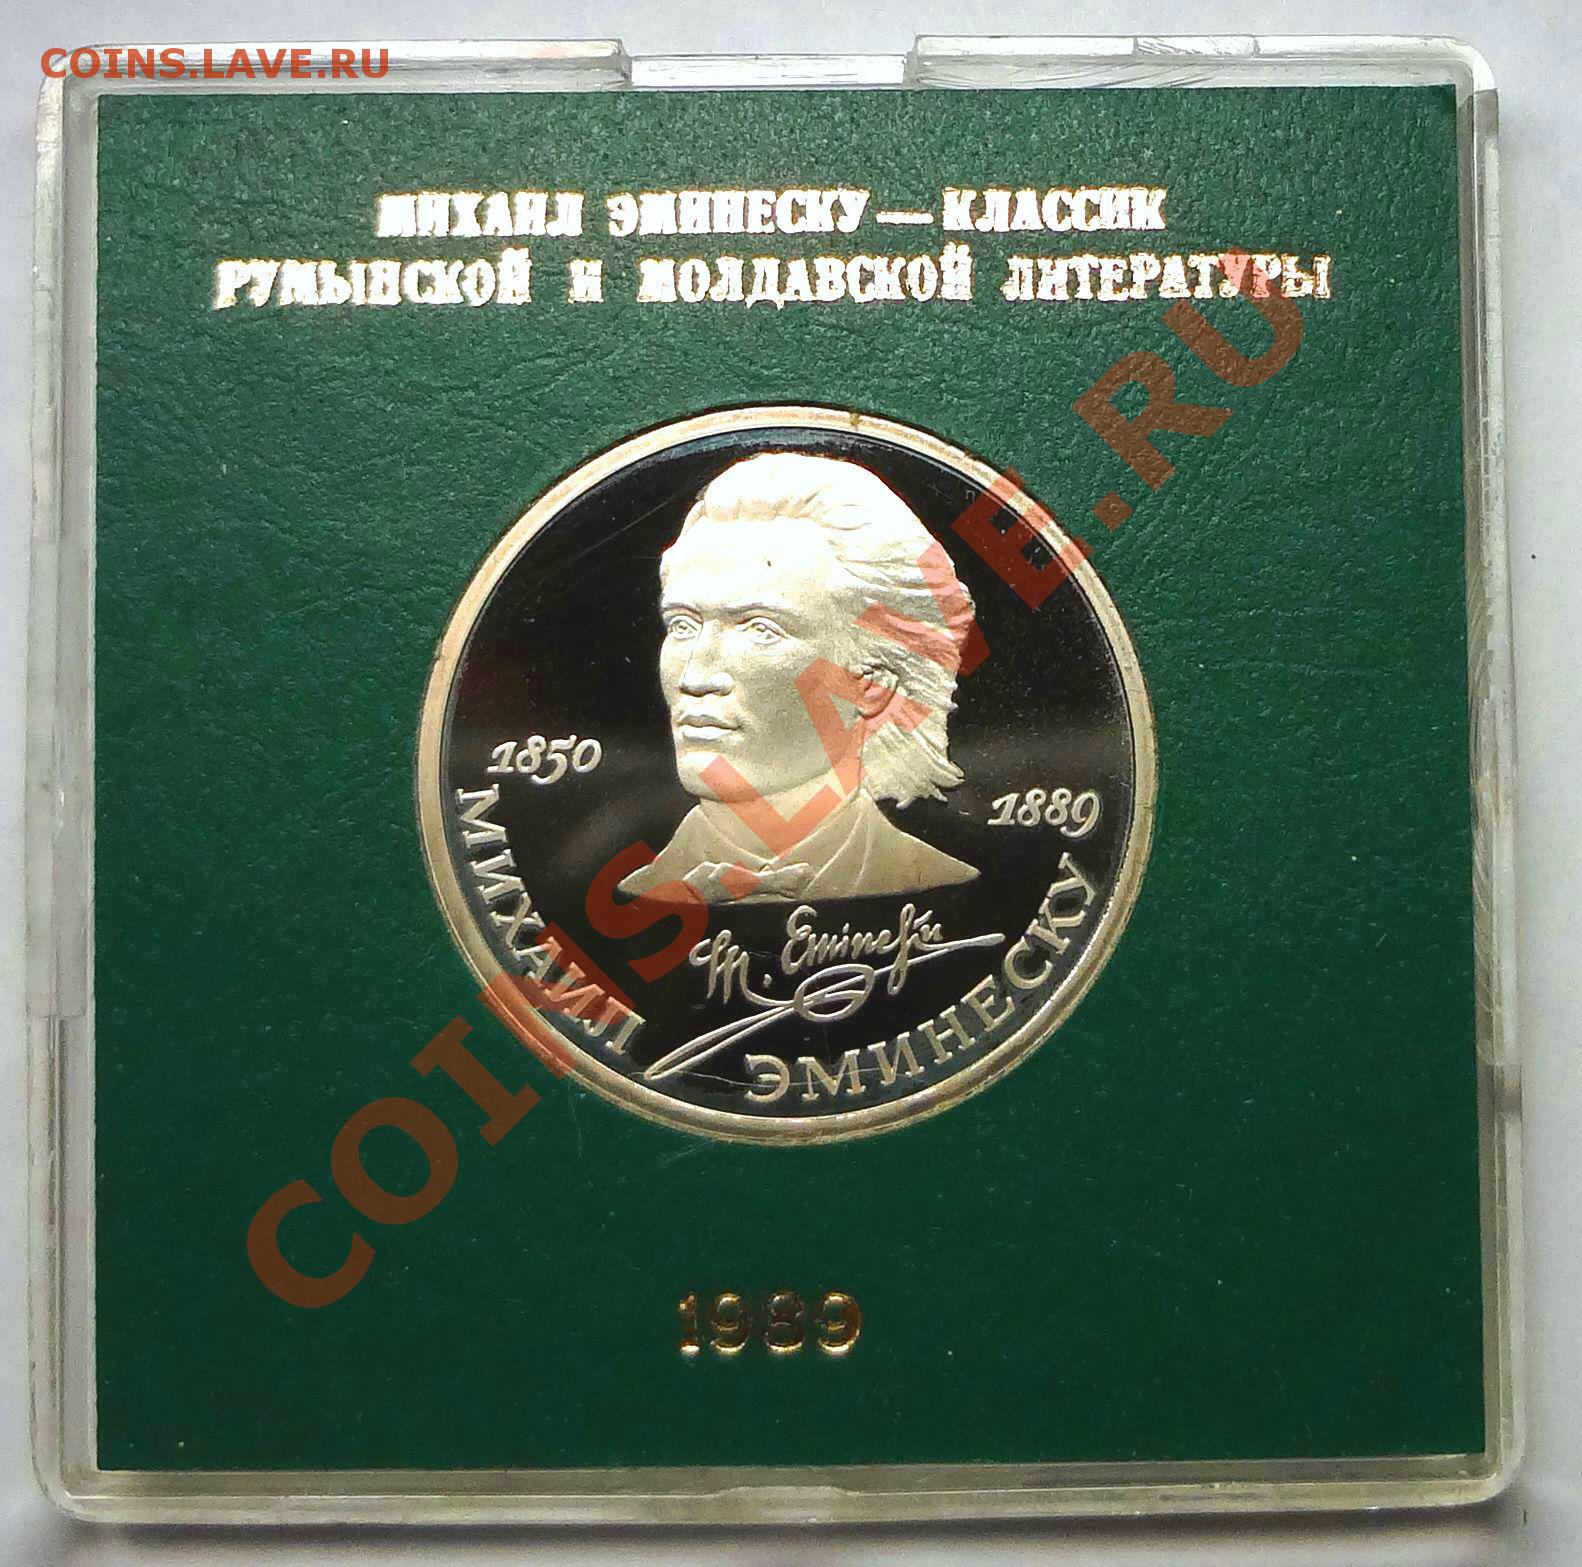 COINS.LAVE.RU
МИХАИЛ ЭМИНЕСКУ — КЛАССИК
РУМЫНСКОЙ И МОЛДАВСКОЙ ЛИТЕРАТУРЫ
1850
1889
M. Eminescu
МИХАИЛ ЭМИНЕСКУ
1989
COINS.LAVE.RU